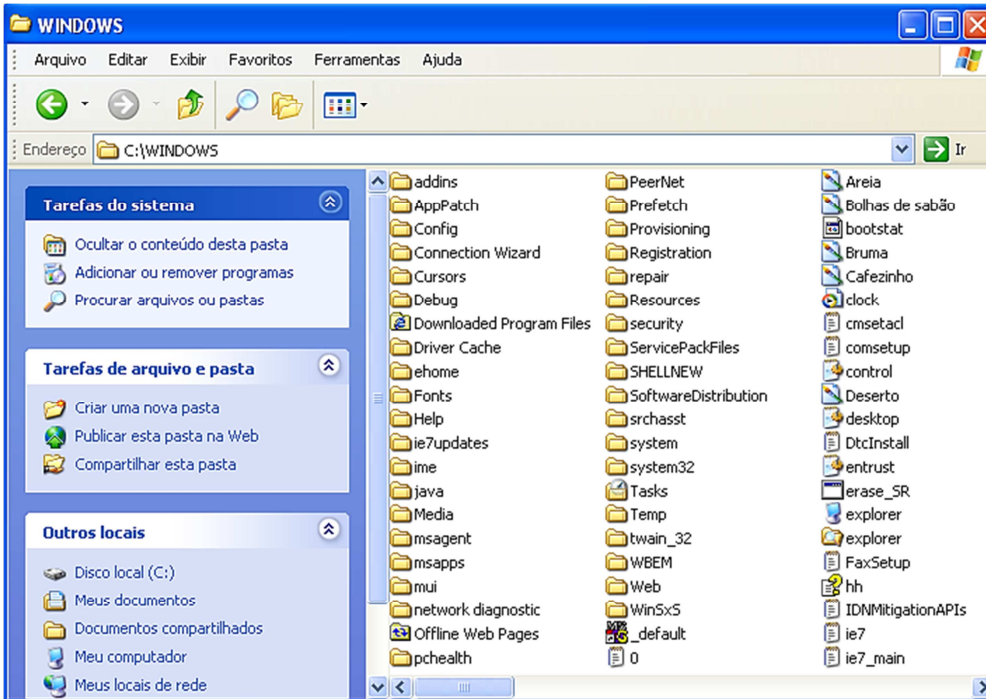 WINDOWS
Arquivo Editar Exibir Favoritos Ferramentas Ajuda
Endereço C:\WINDOWS Ir
Tarefas do sistema
Ocultar o conteúdo desta pasta
Adicionar ou remover programas
Procurar arquivos ou pastas
Tarefas de arquivo e pasta
Criar uma nova pasta
Publicar esta pasta na Web
Compartilhar esta pasta
Outros locais
Disco local (C:)
Meus documentos
Documentos compartilhados
Meu computador
Meus locais de rede
addins
AppPatch
Config
Connection Wizard
Cursors
Debug
Downloaded Program Files
Driver Cache
ehome
Fonts
Help
ie7updates
ime
java
Media
msagent
msapps
mui
network diagnostic
Offline Web Pages
pchealth
PeerNet
Prefetch
Provisioning
Registration
repair
Resources
security
ServicePackFiles
SHELLNEW
SoftwareDistribution
srchasst
system
system32
Tasks
Temp
twain_32
WBEM
Web
WinSxS
_default
0
Areia
Bolhas de sabão
bootstat
Bruma
Cafezinho
clock
cmsetacl
comsetup
control
Deserto
desktop
DtcInstall
entrust
erase_SR
explorer
explorer
FaxSetup
hh
IDNMitigationAPIs
ie7
ie7_main